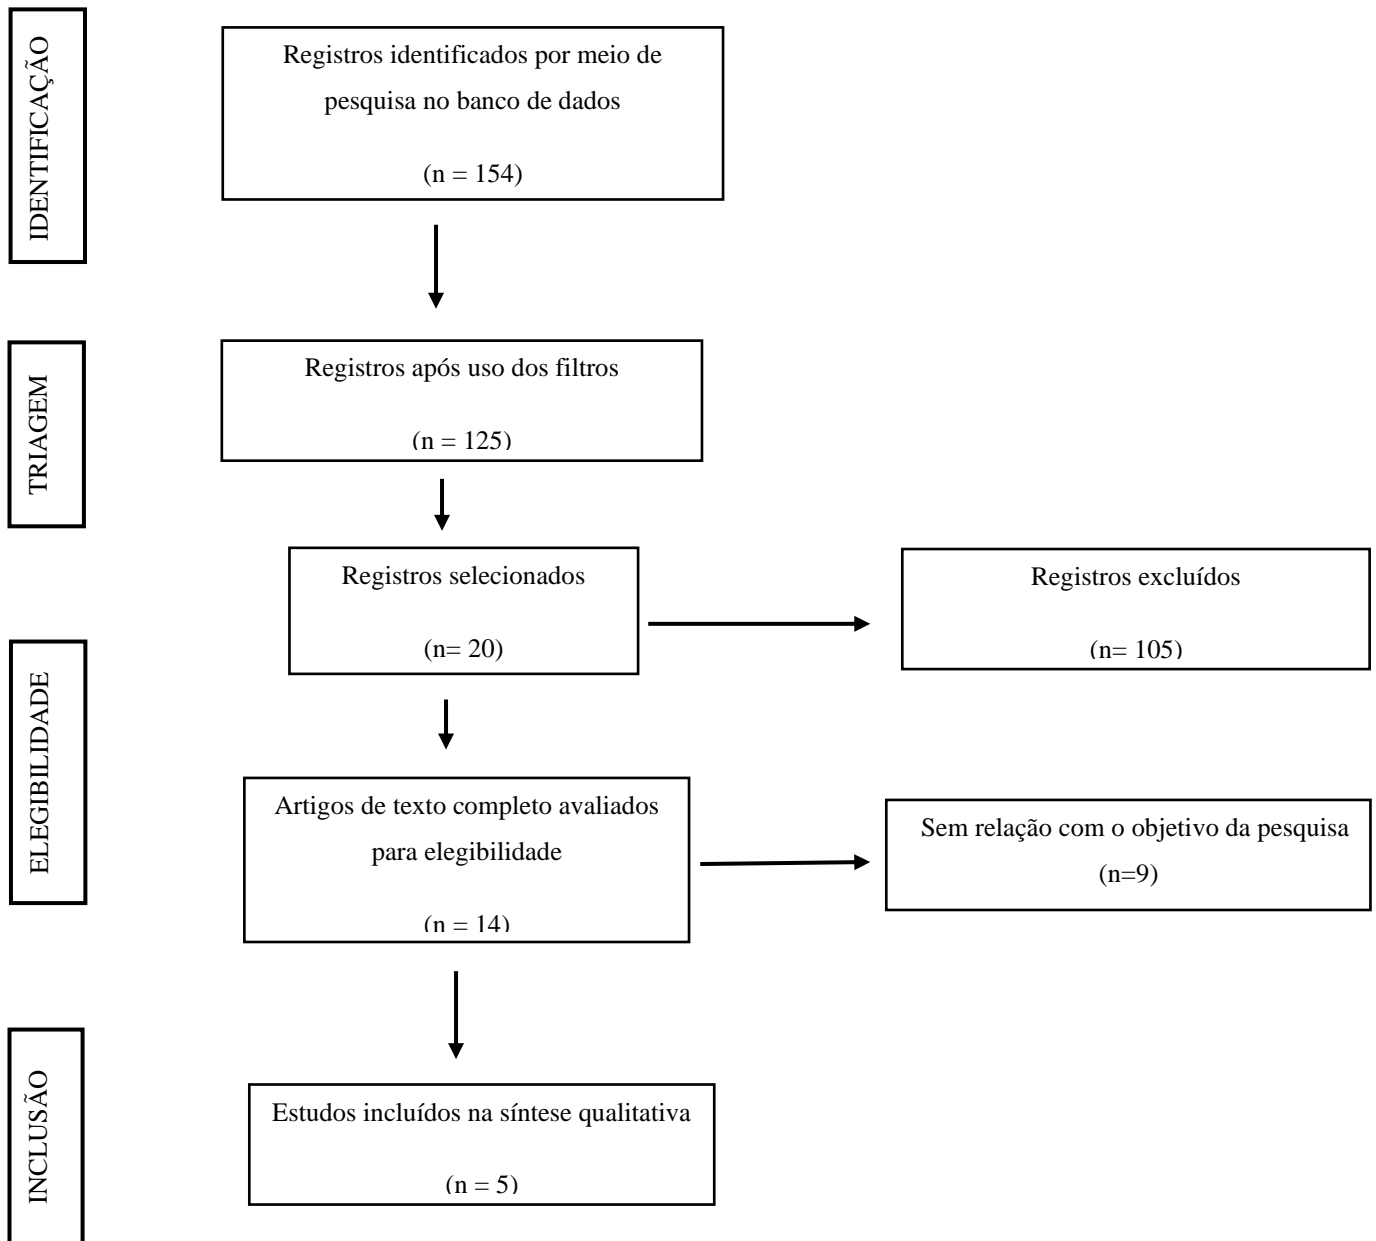 IDENTIFICAÇÃO
Registros identificados por meio de
pesquisa no banco de dados
(n = 154)
TRIAGEM
Registros após uso dos filtros
(n = 125)
Registros selecionados
(n= 20)
Registros excluídos
(n= 105)
ELEGIBILIDADE
Artigos de texto completo avaliados
para elegibilidade
(n = 14)
Sem relação com o objetivo da pesquisa
(n=9)
INCLUSÃO
Estudos incluídos na síntese qualitativa
(n = 5)